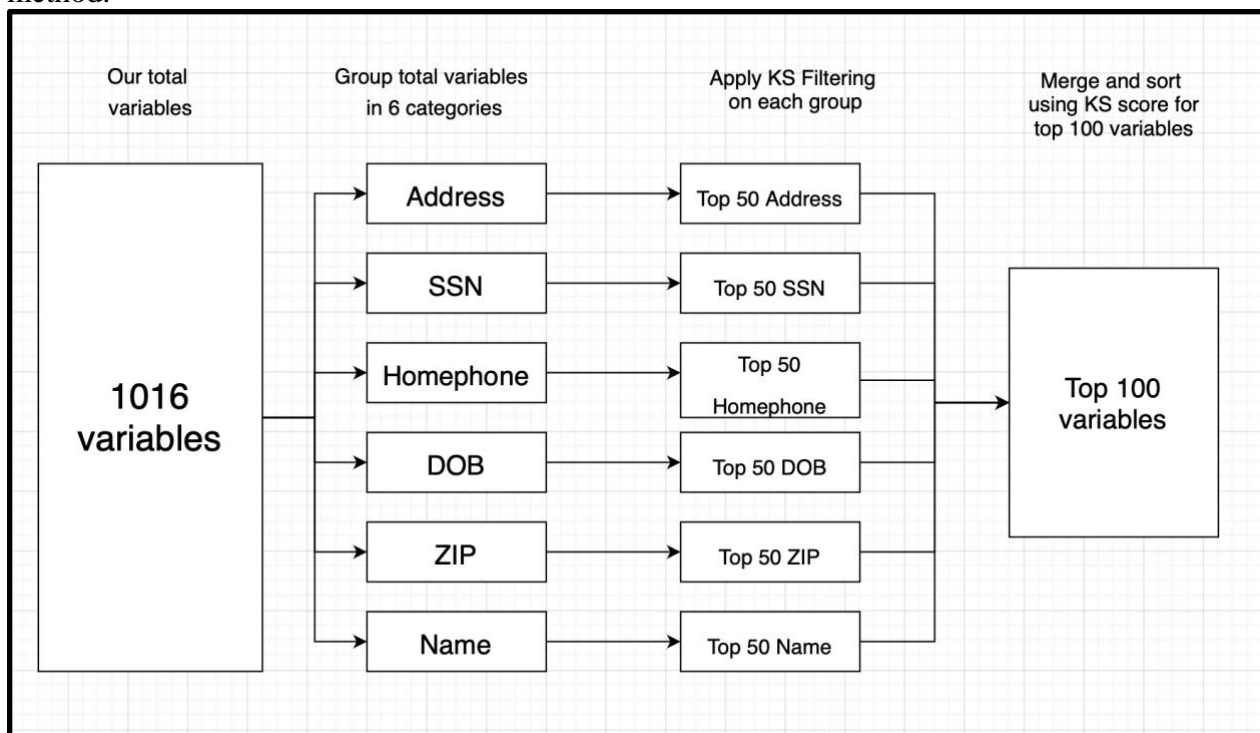 method.
Our total
variables
Group total variables
in 6 categories
Apply KS Filtering
on each group
Merge and sort
using KS score for
top 100 variables
1016
variables
Address
SSN
Homephone
DOB
ZIP
Name
Top 50 Address
Top 50 SSN
Top 50
Homephone
Top 50 DOB
Top 50 ZIP
Top 50 Name
Top 100
variables